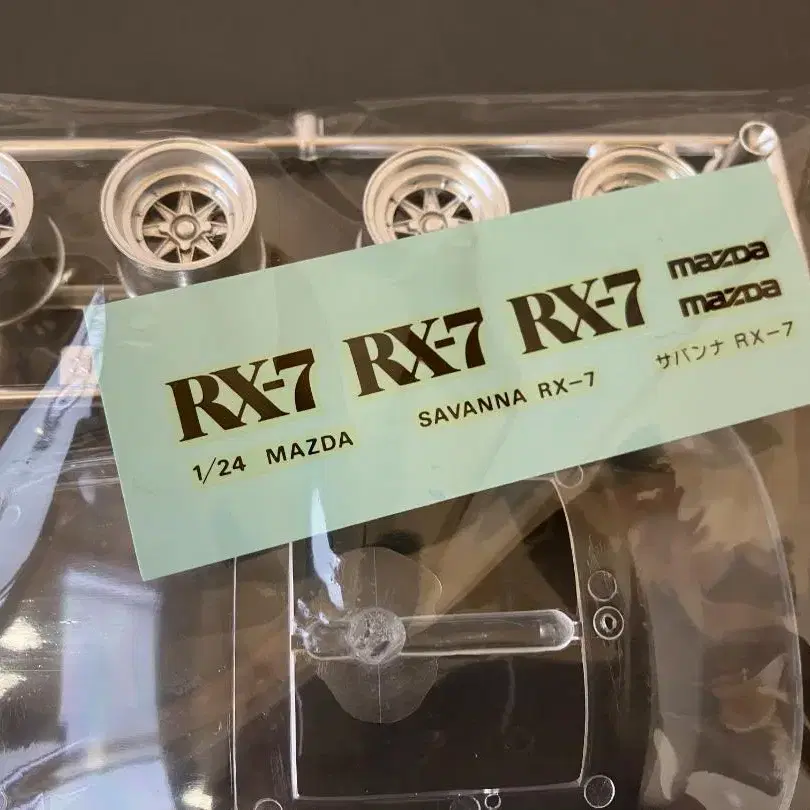 RX-7 RX-7 RX-7 mazda
mazda
1/24 MAZDA SAVANNA RX-7 サバンナ RX-7